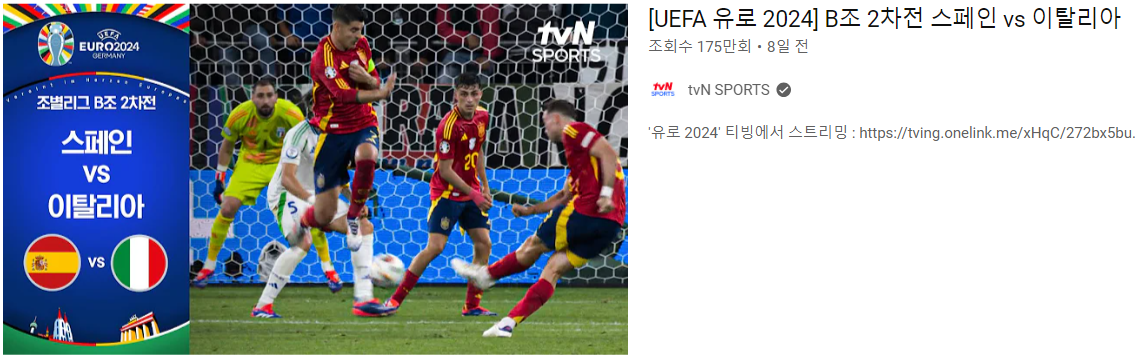 UEFA
EURO2024
GERMANY
조별리그 B조 2차전
스페인
VS
이탈리아
VS
tvN
SPORTS
20
5
[UEFA 유로 2024] B조 2차전 스페인 vs 이탈리아
조회수 175만회 • 8일 전
tvN SPORTS
tvN SPORTS
'유로 2024' 티빙에서 스트리밍 : https://tving.onelink.me/xHqC/272bx5bu.